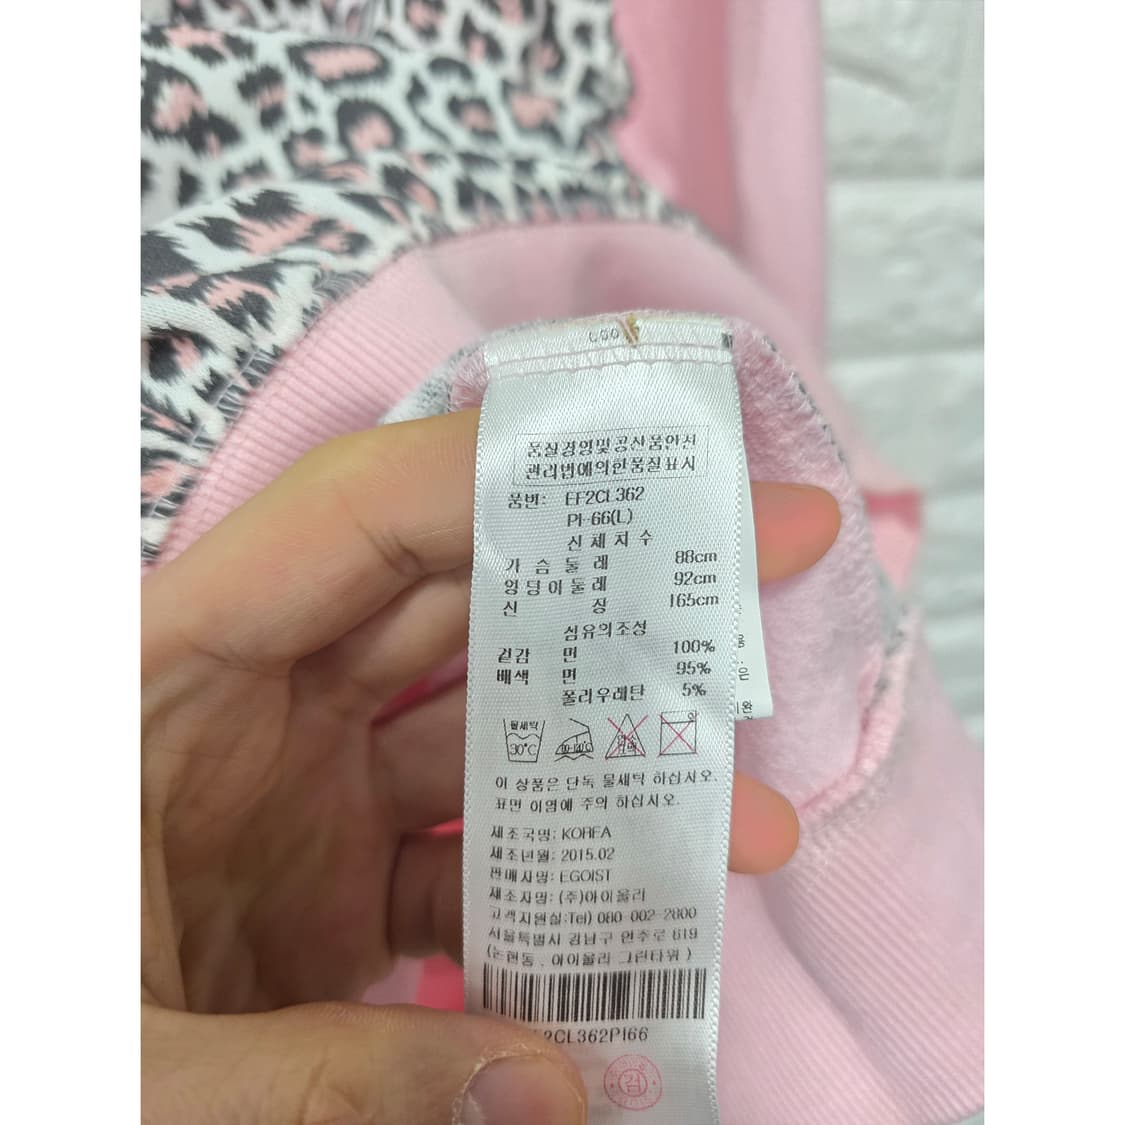 품질경영및공산품안전
관리법에의한품질표시
품번: EF2CL362
PI-66(L)
신체치수
가슴둘레 88cm
엉덩이둘레 92cm
신장 165cm
섬유의조성
겉감 면 100%
배색 면 95%
폴리우레탄 5%
물세탁
30°C
이 상품은 단독 물세탁 하십시오.
표면 이염에 주의 하십시오.
제조국명: KOREA
제조년월: 2015.02
판매자명: EGOIST
제조자명: (주)아이올리
고객지원실:Tel) 080-002-2800
서울특별시 강남구 언주로 619
(논현동 . 아이올리 그린타워 )
2CL362PI66
검